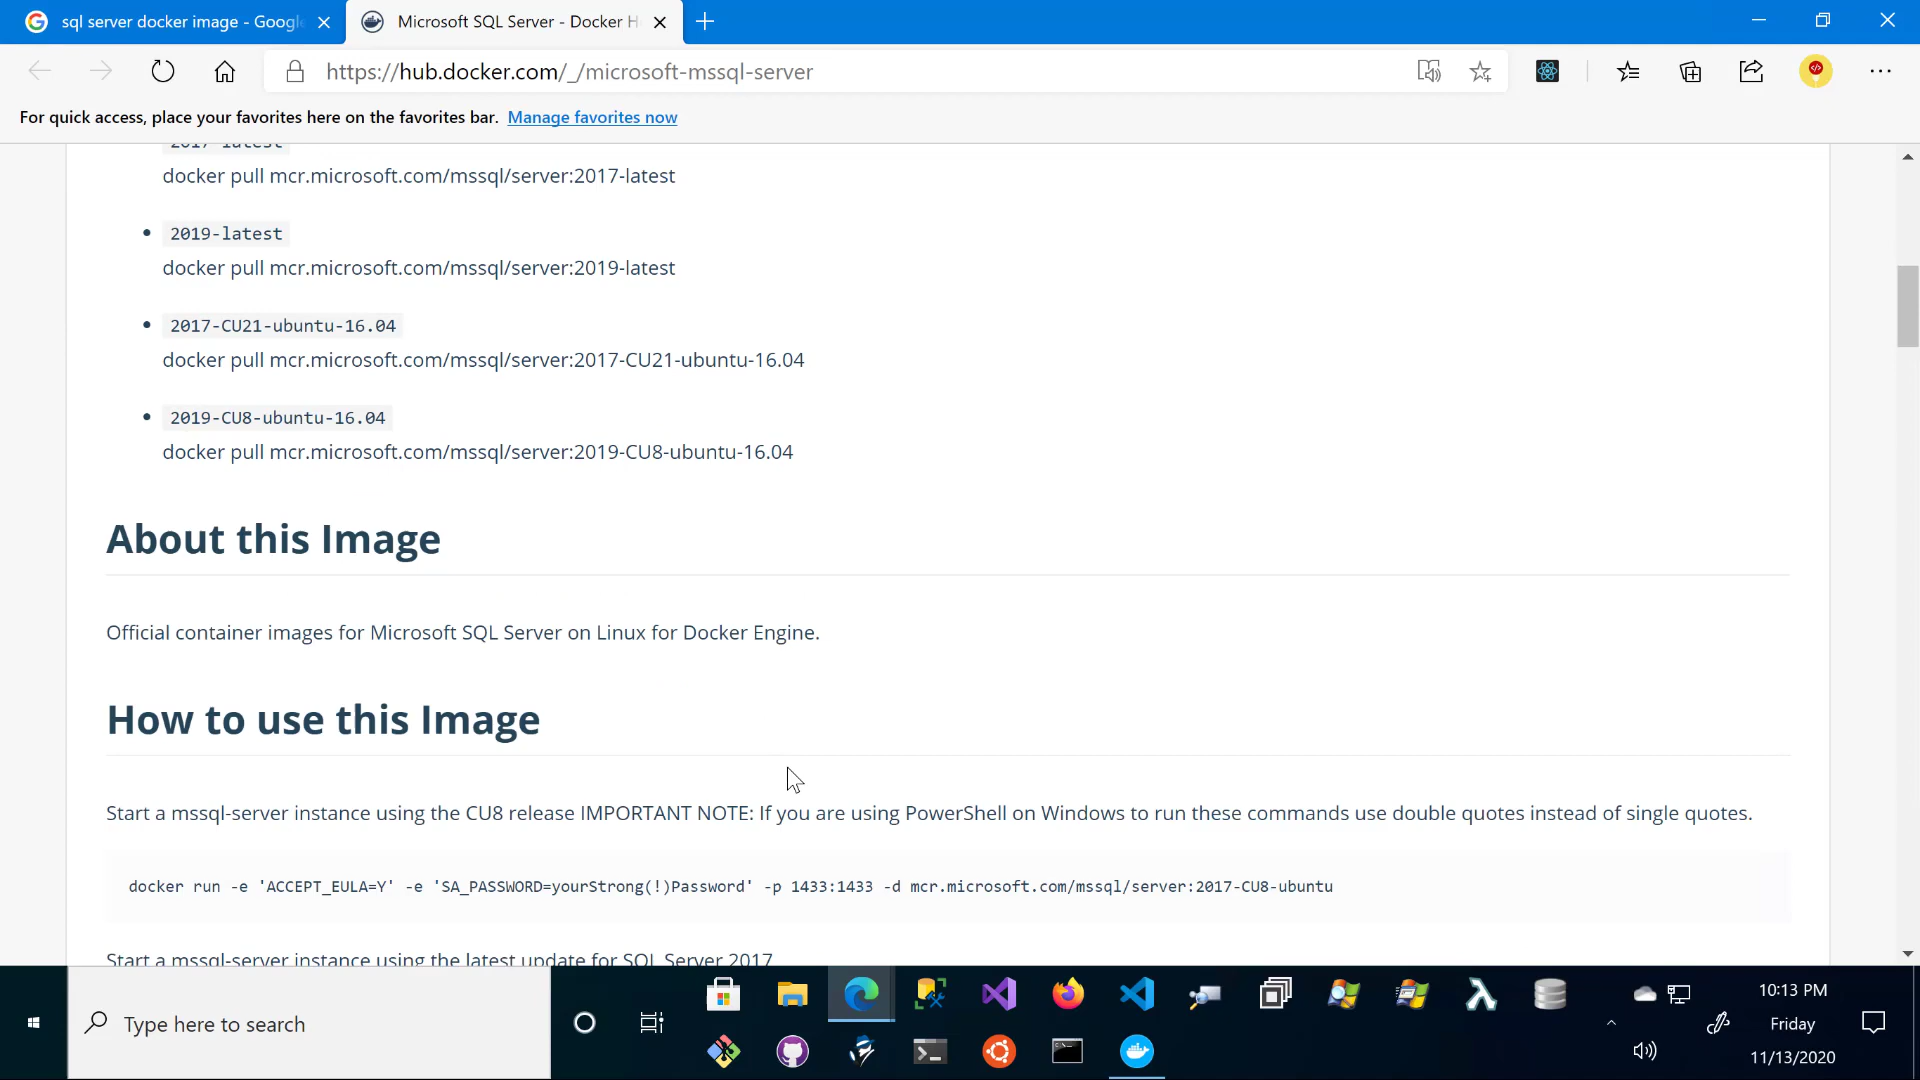 sql server docker image - Google
Microsoft SQL Server - Docker H
https://hub.docker.com/_/microsoft-mssql-server
For quick access, place your favorites here on the favorites bar. Manage favorites now
2017-latest
docker pull mcr.microsoft.com/mssql/server:2017-latest
2019-latest
docker pull mcr.microsoft.com/mssql/server:2019-latest
2017-CU21-ubuntu-16.04
docker pull mcr.microsoft.com/mssql/server:2017-CU21-ubuntu-16.04
2019-CU8-ubuntu-16.04
docker pull mcr.microsoft.com/mssql/server:2019-CU8-ubuntu-16.04
About this Image
Official container images for Microsoft SQL Server on Linux for Docker Engine.
How to use this Image
Start a mssql-server instance using the CU8 release IMPORTANT NOTE: If you are using PowerShell on Windows to run these commands use double quotes instead of single quotes.
docker run -e 'ACCEPT_EULA=Y' -e 'SA_PASSWORD=yourStrong(!)Password' -p 1433:1433 -d mcr.microsoft.com/mssql/server:2017-CU8-ubuntu
Start a mssql-server instance using the latest update for SQL Server 2017
Type here to search
10:13 PM
Friday
11/13/2020